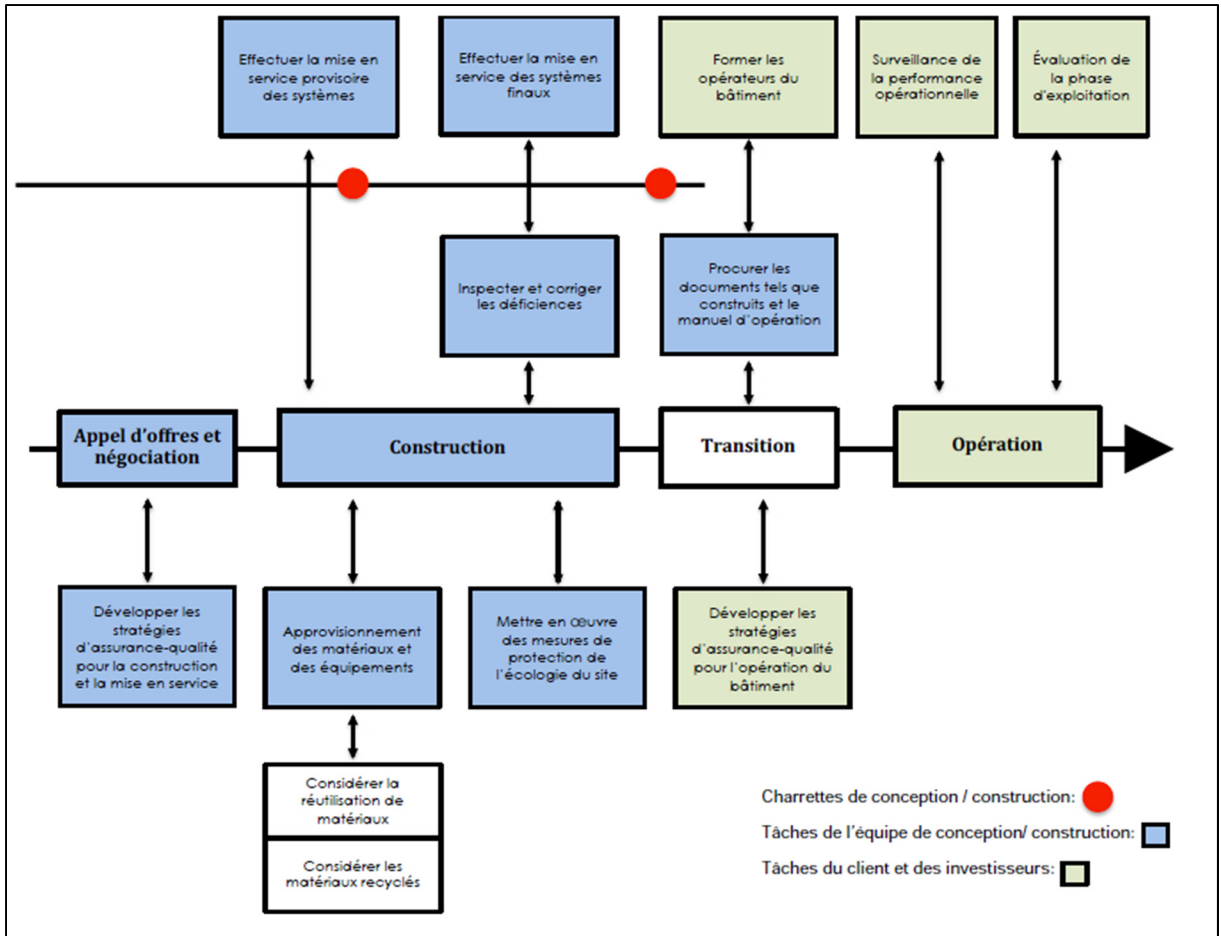 Effectuer la mise en
service provisoire
des systèmes
Effectuer la mise en
service des systèmes
finaux
Former les
opérateurs du
bâtiment
Surveillance de
la performance
opérationnelle
Évaluation de
la phase
d'exploitation
Inspecter et corriger
les déficiences
Procurer les
documents tels que
construits et le
manuel d'opération
Appel d'offres et
négociation
Construction
Transition
Opération
Développer les
stratégies
d'assurance-qualité
pour la construction
et la mise en service
Approvisionnement
des matériaux et
des équipements
Mettre en œuvre
des mesures de
protection de
l'écologie du site
Développer les
stratégies
d'assurance-qualité
pour l'opération du
bâtiment
Considérer la
réutilisation de
matériaux
Considérer les
matériaux recyclés
Charrettes de conception / construction:
Tâches de l'équipe de conception/ construction:
Tâches du client et des investisseurs: